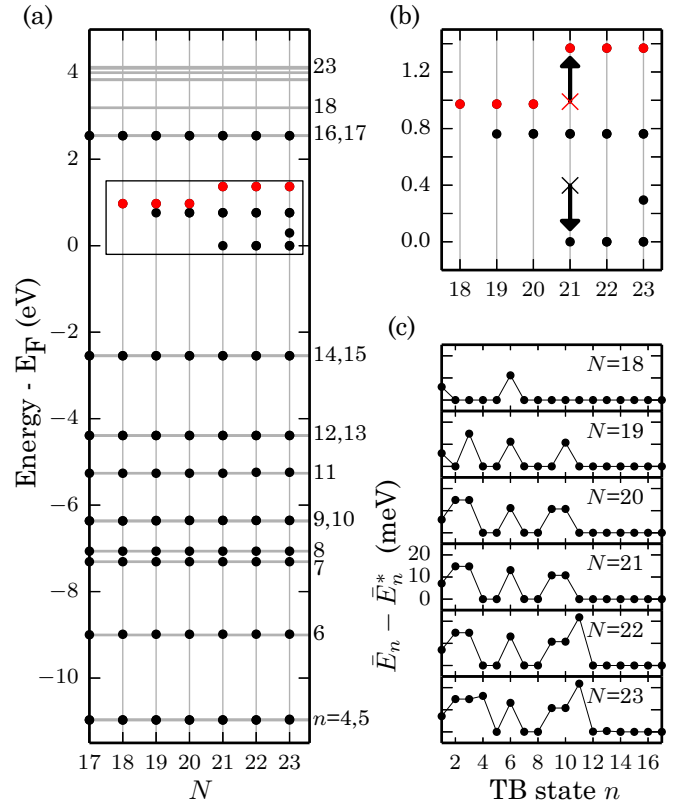 (a)
4
2
0
−2
−4
−6
−8
−10
Energy - E_F (eV)
23
18
16,17
14,15
12,13
11
9,10
8
7
6
n=4,5
17 18 19 20 21 22 23
N
(b)
1.2
0.8
0.4
0.0
18 19 20 21 22 23
(c)
N=18
N=19
N=20
N=21
N=22
N=23
20
0
Ē_n − Ē*_n (meV)
2 4 6 8 10 12 14 16
TB state n